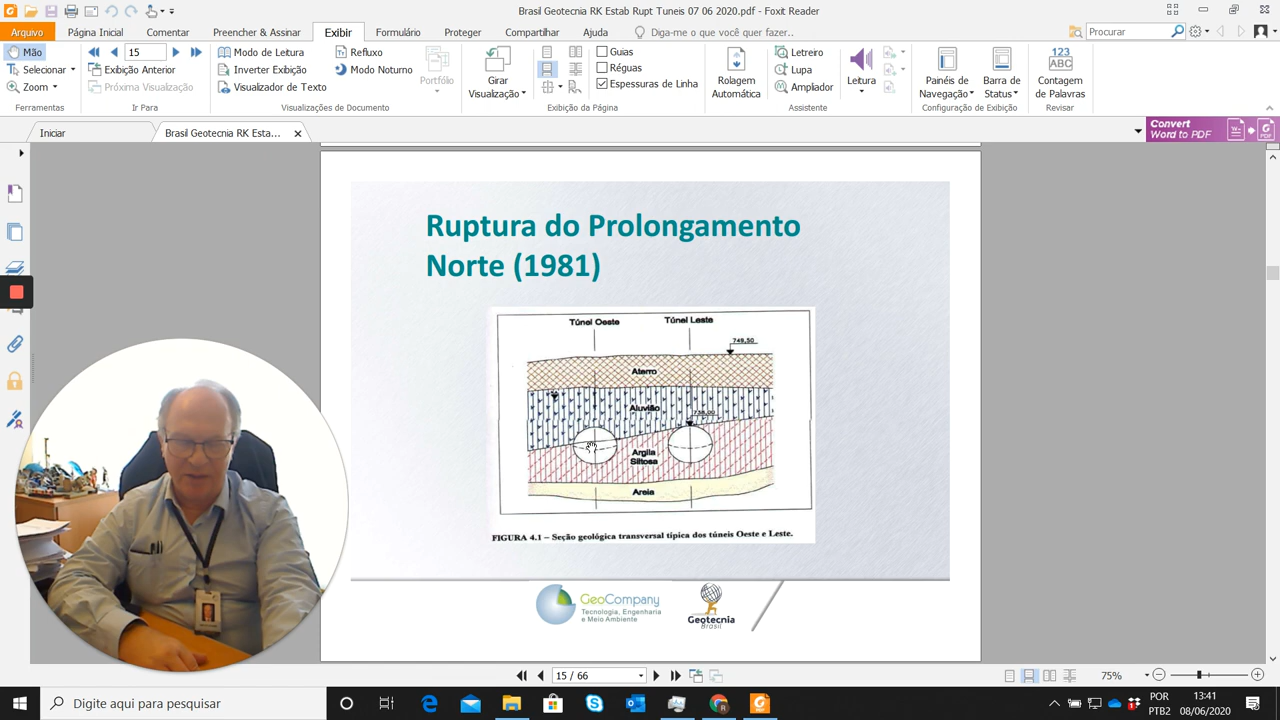 Brasil Geotecnia RK Estab Rupt Tuneis 07 06 2020.pdf - Foxit Reader
Arquivo Página Inicial Comentar Preencher & Assinar Exibir Formulário Proteger Compartilhar Ajuda Diga-me o que quer fazer.. Procurar
Mão 15 Modo de Leitura Refluxo Guias Letreiro
Selecionar Exibição Anterior Inverter Exibição Modo Noturno Réguas Lupa
Zoom Próxima Visualização Visualizador de Texto Espessuras de Linha Ampliador
Portfólio
Girar Visualização
Rolagem Automática
Leitura
Painéis de Navegação
Barra de Status
123
ABC
Contagem de Palavras
Ferramentas Ir Para Visualizações de Documento Exibição da Página Assistente Configuração de Exibição Revisar
Iniciar Brasil Geotecnia RK Esta...
Convert
Word to PDF
PDF
Ruptura do Prolongamento
Norte (1981)
Túnel Oeste Túnel Leste
749,50
Aterro
Aluvião
738,00
Argila
Siltosa
Areia
FIGURA 4.1 – Seção geológica transversal típica dos túneis Oeste e Leste.
GeoCompany
Tecnologia, Engenharia
e Meio Ambiente
Geotecnia
Brasil
15 / 66 75%
Digite aqui para pesquisar
POR
PTB2
13:41
08/06/2020